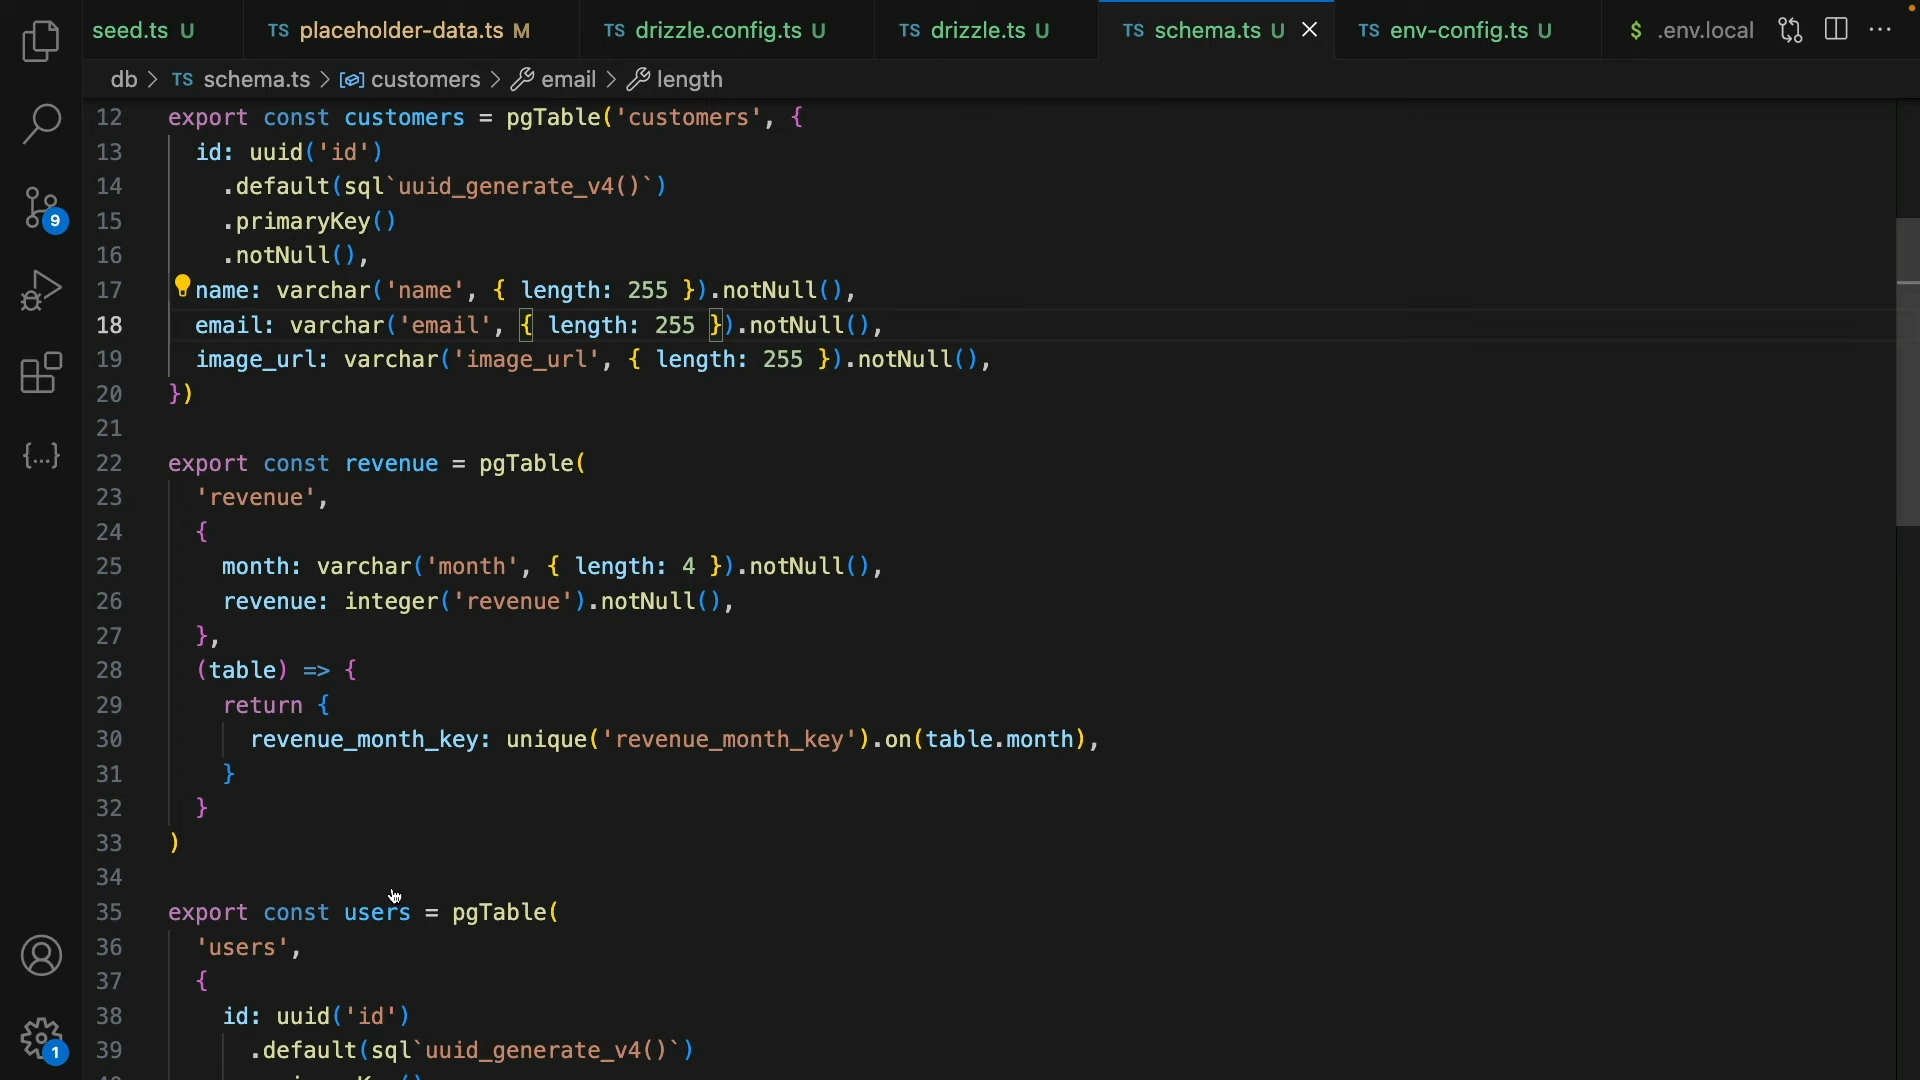 seed.ts U
TS placeholder-data.ts M
TS drizzle.config.ts U
TS drizzle.ts U
TS schema.ts U
TS env-config.ts U
$ .env.local
db > TS schema.ts > customers > email > length
12 export const customers = pgTable('customers', {
13 id: uuid('id')
14 .default(sql`uuid_generate_v4()`)
15 .primaryKey()
16 .notNull(),
17 name: varchar('name', { length: 255 }).notNull(),
18 email: varchar('email', { length: 255 }).notNull(),
19 image_url: varchar('image_url', { length: 255 }).notNull(),
20 })
21
22 export const revenue = pgTable(
23 'revenue',
24 {
25 month: varchar('month', { length: 4 }).notNull(),
26 revenue: integer('revenue').notNull(),
27 },
28 (table) => {
29 return {
30 revenue_month_key: unique('revenue_month_key').on(table.month),
31 }
32 }
33 )
34
35 export const users = pgTable(
36 'users',
37 {
38 id: uuid('id')
39 .default(sql`uuid_generate_v4()`)
9
{...}
1